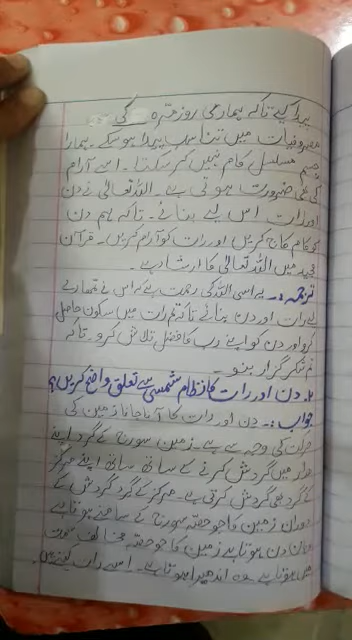 پیدا کیے تاکہ ہماری روزمرہ کی
مصروفیات میں تناسب پیدا ہو سکے۔ ہمارا
جسم مسلسل کام نہیں کر سکتا۔ اسے آرام
کی بھی ضرورت ہوتی ہے۔ اللہ تعالیٰ نے دن
اور رات اس لیے بنائے۔ تاکہ ہم دن
کو کام کاج کریں اور رات کو آرام کریں۔ قرآن
مجید میں اللہ تعالیٰ کا ارشاد ہے۔
ترجمہ:۔ یہ اسی اللہ کی رحمت ہے کہ اس نے تمھارے
لیے رات اور دن بنائے تاکہ تم رات میں سکون حاصل
کرو اور دن کو اپنے رب کا فضل تلاش کرو۔ تاکہ
تم شکر گزار بنو۔
۲۔ دن اور رات کا نظام شمسی سے تعلق واضح کریں؟
جواب:۔ دن اور رات کا آنا جانا زمین کی
حرکت کی وجہ سے ہے۔ زمین سورج کے گرد اپنے
مدار میں گردش کرنے کے ساتھ ساتھ اپنے مرکز
کے گرد بھی گردش کرتی ہے۔ مرکز کے گرد گردش کے
دوران زمین کا جو حصہ سورج کے سامنے ہوتا ہے
وہاں دن ہوتا ہے زمین کا جو حصہ مخالف سمت
میں ہوتا ہے وہ اندھیرا ہوتا ہے۔ اسے رات کہتے ہیں۔